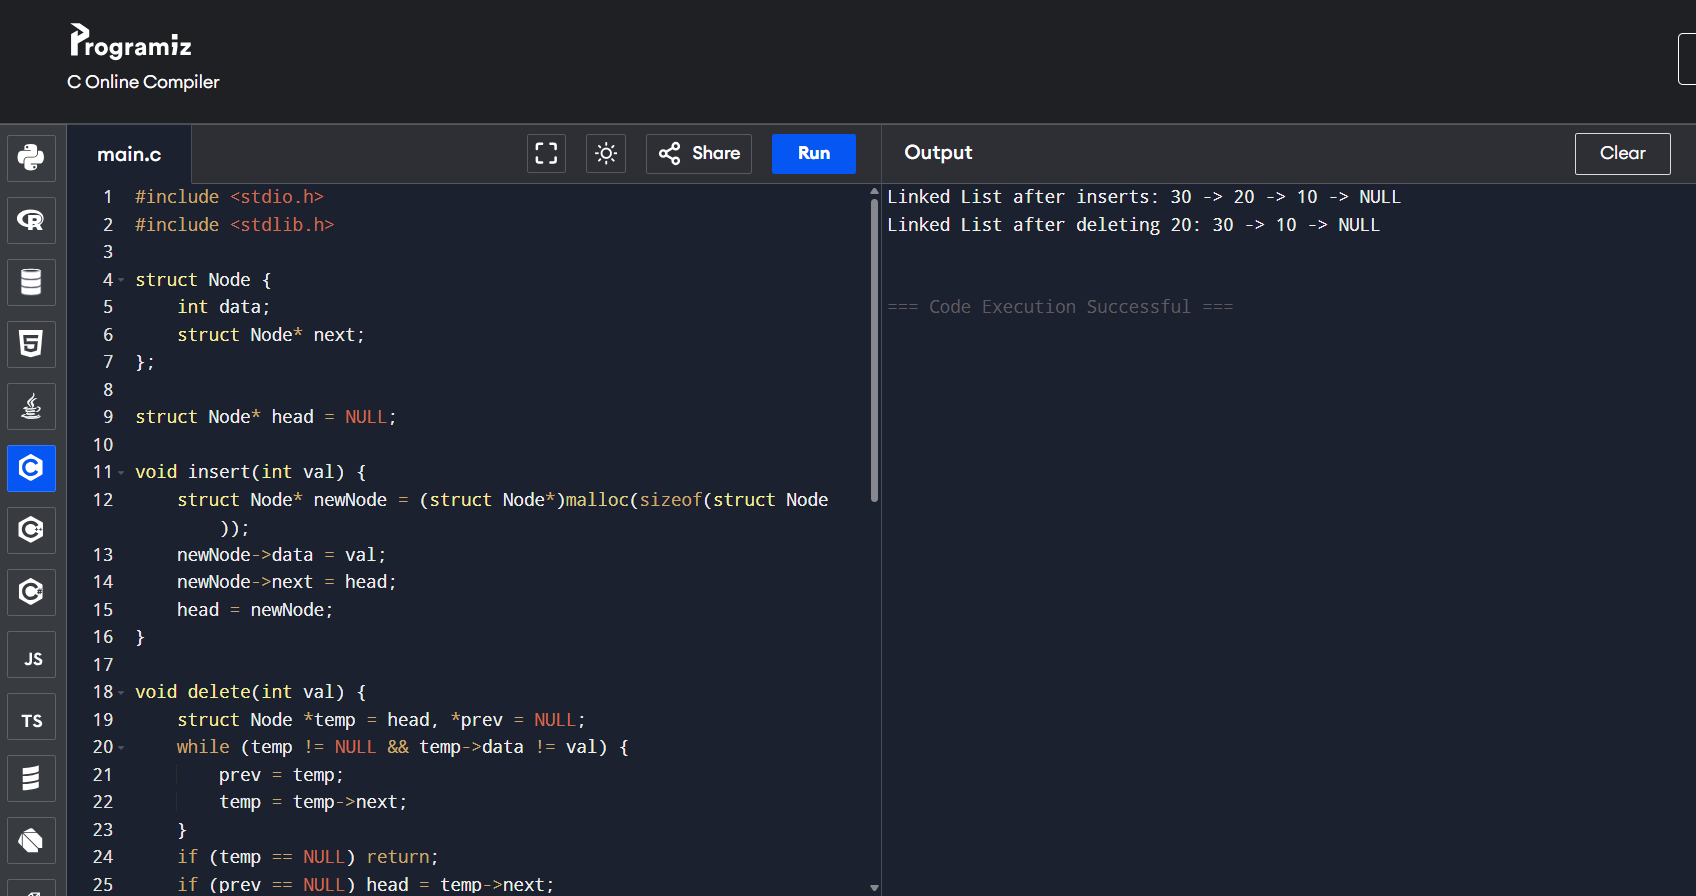 Programiz
C Online Compiler
main.c
Share
Run
Output
Clear
1 #include <stdio.h>
2 #include <stdlib.h>
3
4 struct Node {
5     int data;
6     struct Node* next;
7 };
8
9 struct Node* head = NULL;
10
11 void insert(int val) {
12     struct Node* newNode = (struct Node*)malloc(sizeof(struct Node
));
13     newNode->data = val;
14     newNode->next = head;
15     head = newNode;
16 }
17
18 void delete(int val) {
19     struct Node *temp = head, *prev = NULL;
20     while (temp != NULL && temp->data != val) {
21         prev = temp;
22         temp = temp->next;
23     }
24     if (temp == NULL) return;
25     if (prev == NULL) head = temp->next;
Linked List after inserts: 30 -> 20 -> 10 -> NULL
Linked List after deleting 20: 30 -> 10 -> NULL
=== Code Execution Successful ===
R
5
C
C
C
JS
TS